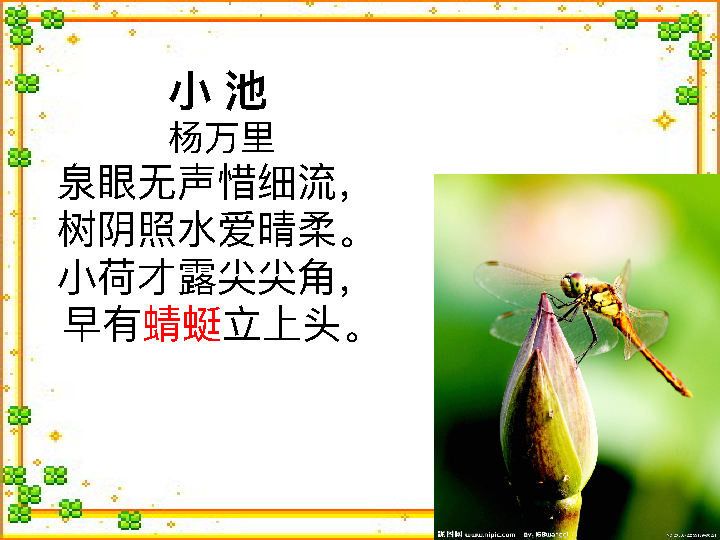 小 池
杨万里
泉眼无声惜细流，
树阴照水爱晴柔。
小荷才露尖尖角，
早有蜻蜓立上头。
昵图网 www.nipic.com